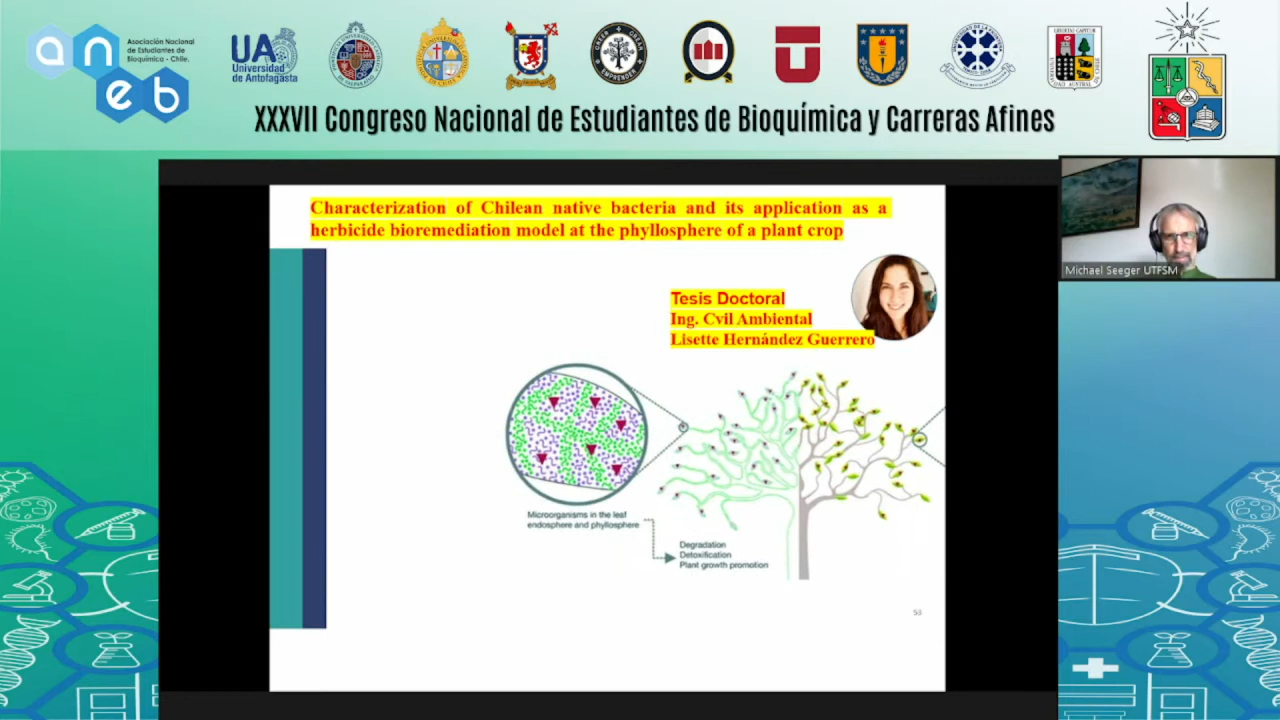 an
eb
Asociación Nacional
de Estudiantes de
Bioquímica - Chile.
UA
Universidad
de Antofagasta
XXXVII Congreso Nacional de Estudiantes de Bioquímica y Carreras Afines
Characterization of Chilean native bacteria and its application as a
herbicide bioremediation model at the phyllosphere of a plant crop
Tesis Doctoral
Ing. Cvil Ambiental
Lisette Hernández Guerrero
Michael Seeger UTFSM
Microorganisms in the leaf
endosphere and phyllosphere
Degradation
Detoxification
Plant growth promotion
53